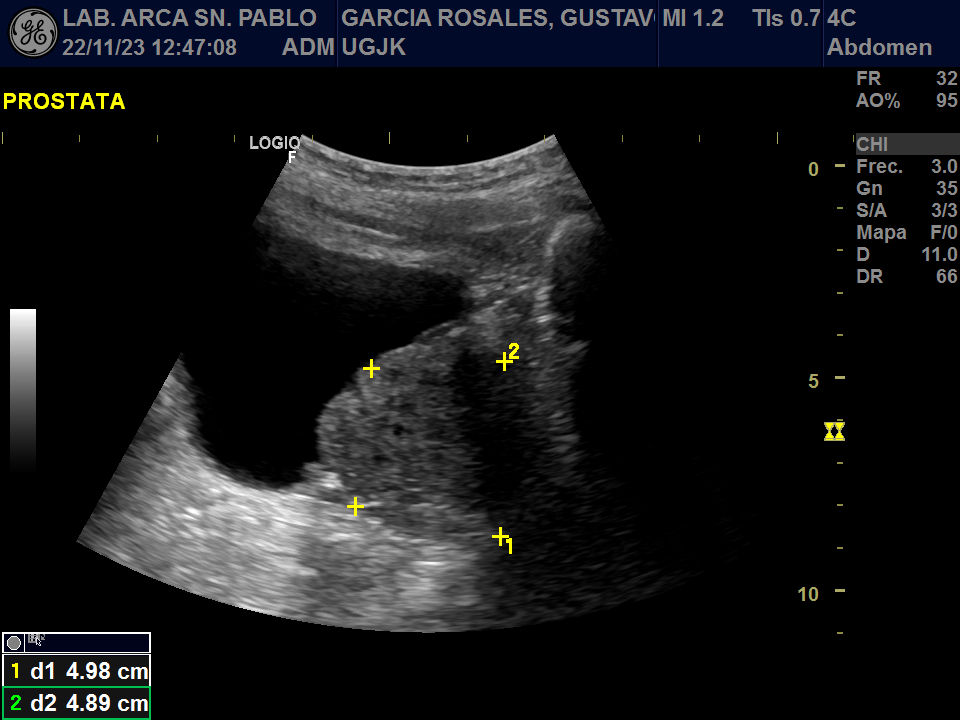 LAB. ARCA SN. PABLO
22/11/23 12:47:08 ADM
GARCIA ROSALES, GUSTAV
UGJK
MI 1.2 TIs 0.7
4C
Abdomen
PROSTATA
FR 32
AO% 95
CHI
Frec. 3.0
Gn 35
S/A 3/3
Mapa F/0
D 11.0
DR 66
LOGIQ
F
0
5
10
2
1
1 d1 4.98 cm
2 d2 4.89 cm